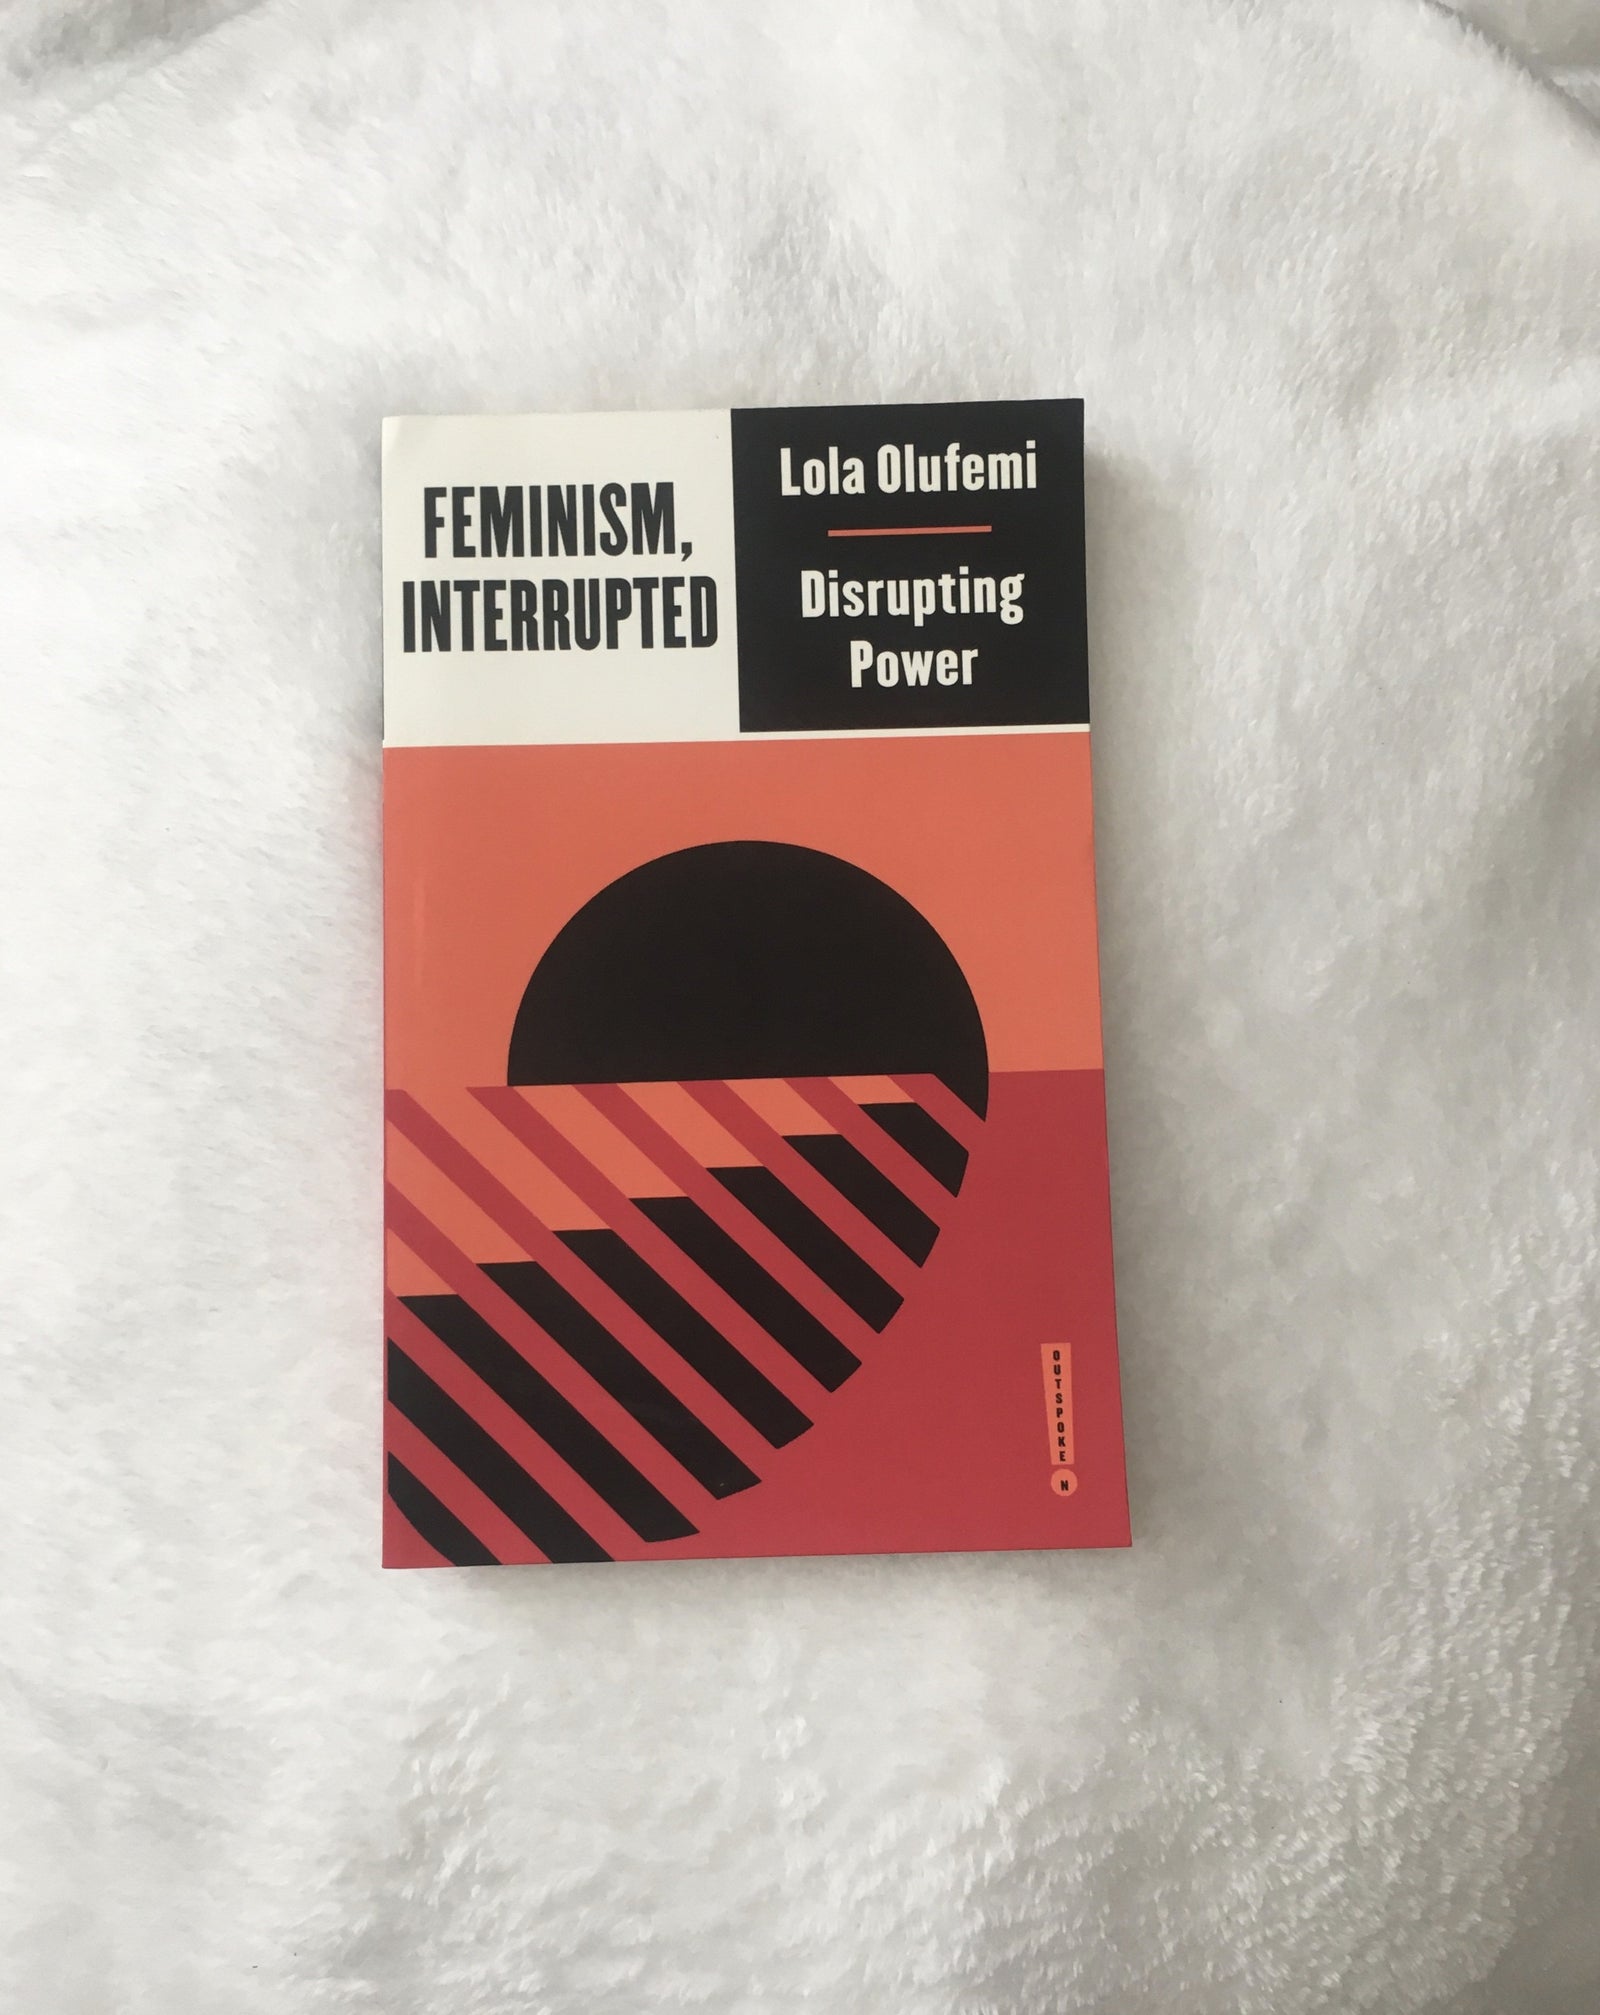 FEMINISM,
INTERRUPTED
Lola Olufemi
Disrupting
Power
OUTSPOKEN